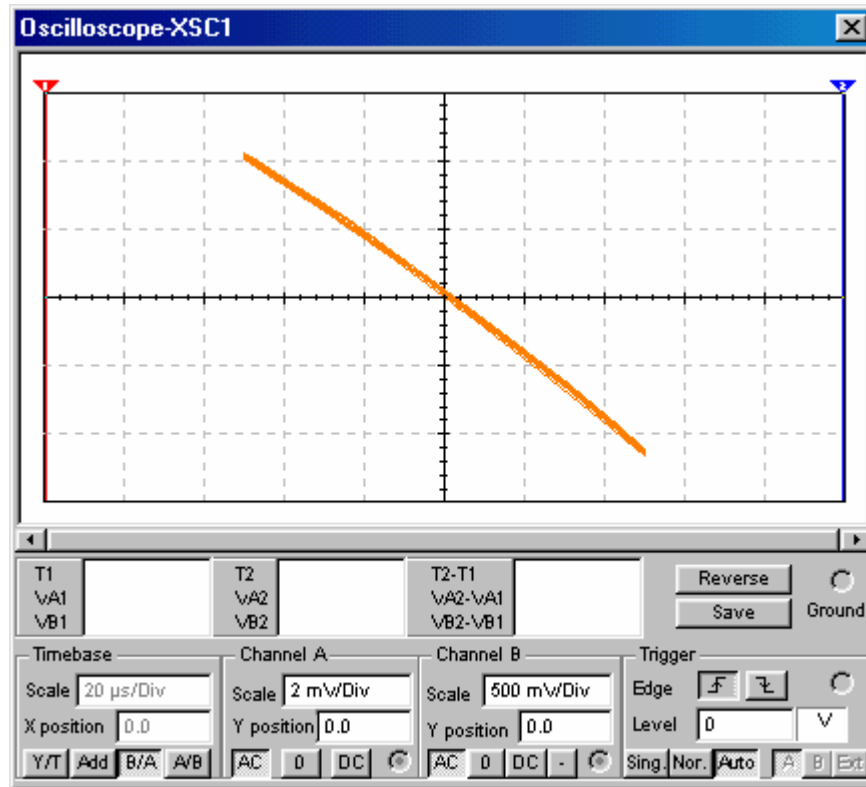 Oscilloscope-XSC1
1 2
T1 T2 T2-T1 Reverse
VA1 VA2 VA2-VA1
VB1 VB2 VB2-VB1 Save Ground
Timebase Channel A Channel B Trigger
Scale 20 µs/Div Scale 2 mV/Div Scale 500 mV/Div Edge
X position 0.0 Y position 0.0 Y position 0.0 Level 0 V
Y/T Add B/A A/B AC 0 DC AC 0 DC - Sing. Nor. Auto A B Ext